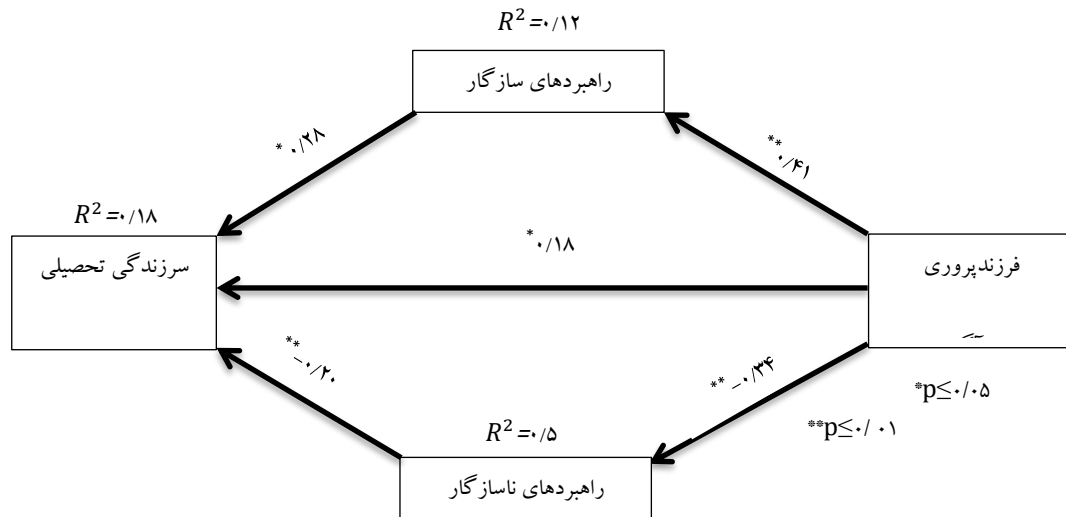 R² =۰/۱۲
راهبردهای سازگار
* ۰/۲۸
**۰/۴۱
R² =۰/۱۸
سرزندگی تحصیلی
*۰/۱۸
فرزندپروری
**-۰/۲۰
** -۰/۳۴
*p≤۰/۰۵
**p≤۰/۰۱
R² =۰/۵
راهبردهای ناسازگار